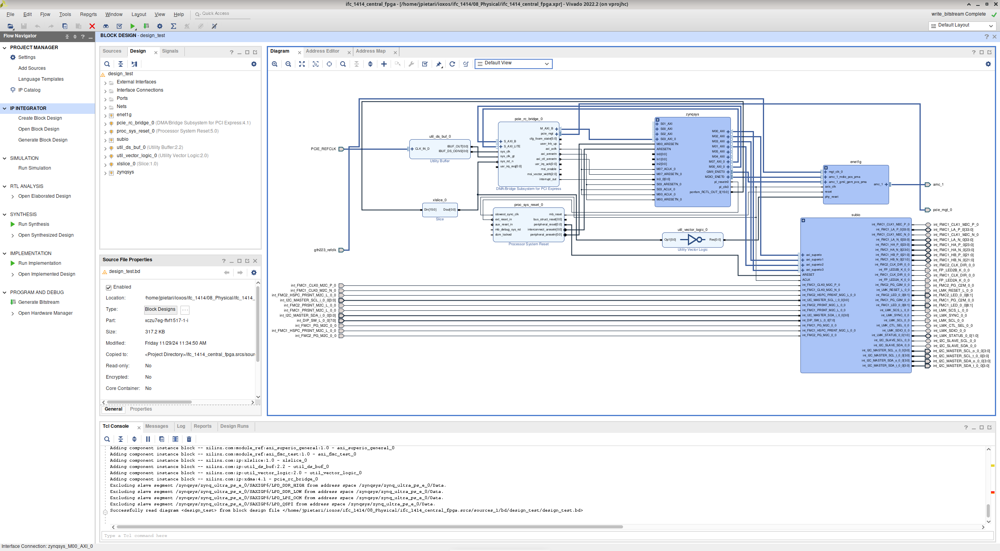 ifc_1414_central_fpga - [/home/jpietari/ioxos/ifc_1414/08_Physical/ifc_1414_central_fpga.xpr] - Vivado 2022.2 (on vprojhc)
File Edit Flow Tools Reports Window Layout View Help Quick Access
write_bitstream Complete
Default Layout
Flow Navigator
PROJECT MANAGER
Settings
Add Sources
Language Templates
IP Catalog
IP INTEGRATOR
Create Block Design
Open Block Design
Generate Block Design
SIMULATION
Run Simulation
RTL ANALYSIS
Open Elaborated Design
SYNTHESIS
Run Synthesis
Open Synthesized Design
IMPLEMENTATION
Run Implementation
Open Implemented Design
PROGRAM AND DEBUG
Generate Bitstream
Open Hardware Manager
BLOCK DESIGN - design_test
Sources Design Signals
design_test
External Interfaces
Interface Connections
Ports
Nets
enet1g
pcie_rc_bridge_0 (DMA/Bridge Subsystem for PCI Express:4.1)
proc_sys_reset_0 (Processor System Reset:5.0)
subio
util_ds_buf_0 (Utility Buffer:2.2)
util_vector_logic_0 (Utility Vector Logic:2.0)
xlslice_0 (Slice:1.0)
zynqsys
Source File Properties
design_test.bd
Enabled
Location: /home/jpietari/ioxos/ifc_1414/08_Physical/ifc_1414_
Type: Block Designs ...
Part: xczu7eg-ffvf1517-1-i
Size: 317.2 KB
Modified: Friday 11/29/24 11:34:50 AM
Copied to: <Project Directory>/ifc_1414_central_fpga.srcs/sour
Read-only: No
Encrypted: No
Core Container: No
General Properties
Diagram Address Editor Address Map
Default View
PCIE_REFCLK
gth223_refclk
util_ds_buf_0
CLK_IN_D
IBUF_OUT[0:0]
IBUF_DS_ODIV2[0:0]
Utility Buffer
xlslice_0
Din[15:0] Dout[0:0]
Slice
pcie_rc_bridge_0
S_AXI_B
S_AXI_LITE
sys_clk
sys_clk_gt
sys_rst_n
usr_irq_req[0:0]
M_AXI_B
pcie_mgt
cfg_ltssm_state[5:0]
user_lnk_up
axi_aclk
axi_aresetn
axi_ctl_aresetn
usr_irq_ack[0:0]
msi_enable
msi_vector_width[2:0]
interrupt_out
DMA/Bridge Subsystem for PCI Express
proc_sys_reset_0
slowest_sync_clk
ext_reset_in
aux_reset_in
mb_debug_sys_rst
dcm_locked
mb_reset
bus_struct_reset[0:0]
peripheral_reset[0:0]
interconnect_aresetn[0:0]
peripheral_aresetn[0:0]
Processor System Reset
zynqsys
S01_AXI
S00_AXI
S02_AXI
S03_AXI_0
M00_ARESETN
ARESETN
In0[0:0]
In1[0:0]
In2[0:0]
M07_ACLK_0
M07_ARESETN_0
In3_0[0:0]
S03_ARESETN_0
S03_ACLK_0
M00_ACLK_0
M00_ARESETN_0
M00_AXI
M02_AXI
M03_AXI
M01_AXI
M05_AXI
M04_AXI
M07_AXI_0
M00_AXI_0
GMII_ENET0
MDIO_ENET0
pl_resetn0
pl_clk0
ponfsm_RCTL_OUT_0[15:0]
util_vector_logic_0
Op1[0:0] Res[0:0]
Utility Vector Logic
enet1g
mgt_clk_0
amc_1_mdio_pcs_pma
amc_1_gmii_gem_pcs_pma
axis_clk
reset
phy_reset
amc_1
amc_1
pcie_mgt_0
subio
axi_superio
axi_superio1
axi_superio2
axi_superio3
ARESET
ACLK
int_FMC1_CLK0_M2C_P_0
int_FMC1_CLK0_M2C_N_0
int_FMC2_HSPC_PRSNT_M2C_L_0_0
int_I2C_MASTER_SCL_i_0_0[3:0]
int_FMC2_PRSNT_M2C_L_0_0
int_FMC1_PRSNT_M2C_L_0_0
int_I2C_MASTER_SDA_i_0_0[3:0]
int_DIP_SW_L_0_0[7:0]
int_FMC1_PG_M2C_0_0
int_FMC1_HSPC_PRSNT_M2C_L_0_0
int_FMC2_PG_M2C_0_0
int_FMC1_CLK1_M2C_P_0
int_FMC1_LA_P_0[33:0]
int_FMC1_CLK1_M2C_N_0
int_FMC1_LA_N_0[33:0]
int_FMC1_HA_P_0[23:0]
int_FMC1_HA_N_0[23:0]
int_FMC1_HB_P_0[21:0]
int_FMC1_HB_N_0[21:0]
int_FMC2_CLK_DIR_0_0
int_FP_LED2B_K_0_0
int_FMC1_CLK_DIR_0_0
int_FP_LED2A_K_0_0
int_FMC2_PG_C2M_0_0
int_LMK_RESET_L_0_0
int_FMC2_LED_0_0[8:1]
int_FMC1_PG_C2M_0_0
int_FMC1_LED_0_0[8:1]
int_LMK_SCS_L_0_0
int_LMK_SYNC_0_0
int_LMK_SCL_0_0
int_LMK_CTL_SEL_0_0
int_LMK_SDIO_0_0
int_LMK_STATUS_0_0[1:0]
int_I2C_SLAVE_SCL_0_0
int_I2C_SLAVE_SDA_0_0
int_I2C_MASTER_SCL_o_0_0[3:0]
int_I2C_MASTER_SCL_t_0_0[3:0]
int_I2C_MASTER_SDA_o_0_0[3:0]
int_I2C_MASTER_SDA_t_0_0[3:0]
int_FMC1_CLK1_M2C_P_0
int_FMC1_LA_P_0[33:0]
int_FMC1_CLK1_M2C_N_0
int_FMC1_LA_N_0[33:0]
int_FMC1_HA_P_0[23:0]
int_FMC1_HA_N_0[23:0]
int_FMC1_HB_P_0[21:0]
int_FMC1_HB_N_0[21:0]
int_FMC2_CLK_DIR_0_0
int_FP_LED2B_K_0_0
int_FMC1_CLK_DIR_0_0
int_FP_LED2A_K_0_0
int_FMC2_PG_C2M_0_0
int_LMK_RESET_L_0_0
int_FMC2_LED_0_0[8:1]
int_FMC1_PG_C2M_0_0
int_FMC1_LED_0_0[8:1]
int_LMK_SCS_L_0_0
int_LMK_SYNC_0_0
int_LMK_SCL_0_0
int_LMK_CTL_SEL_0_0
int_LMK_SDIO_0_0
int_LMK_STATUS_0_0[1:0]
int_I2C_SLAVE_SCL_0_0
int_I2C_SLAVE_SDA_0_0
int_I2C_MASTER_SCL_o_0_0[3:0]
int_I2C_MASTER_SCL_t_0_0[3:0]
int_I2C_MASTER_SDA_o_0_0[3:0]
int_I2C_MASTER_SDA_t_0_0[3:0]
int_FMC1_CLK0_M2C_P_0
int_FMC1_CLK0_M2C_N_0
int_FMC2_HSPC_PRSNT_M2C_L_0_0
int_I2C_MASTER_SCL_i_0_0[3:0]
int_FMC2_PRSNT_M2C_L_0_0
int_FMC1_PRSNT_M2C_L_0_0
int_I2C_MASTER_SDA_i_0_0[3:0]
int_DIP_SW_L_0_0[7:0]
int_FMC1_PG_M2C_0_0
int_FMC1_HSPC_PRSNT_M2C_L_0_0
int_FMC2_PG_M2C_0_0
Tcl Console Messages Log Reports Design Runs
Adding component instance block -- xilinx.com:module_ref:axi_superio_general:1.0 - axi_superio_general_0
Adding component instance block -- xilinx.com:module_ref:axi_fmc_test:1.0 - axi_fmc_test_0
Adding component instance block -- xilinx.com:ip:xlslice:1.0 - xlslice_0
Adding component instance block -- xilinx.com:ip:util_ds_buf:2.2 - util_ds_buf_0
Adding component instance block -- xilinx.com:ip:util_vector_logic:2.0 - util_vector_logic_0
Adding component instance block -- xilinx.com:ip:xdma:4.1 - pcie_rc_bridge_0
Excluding slave segment /zynqsys/zynq_ultra_ps_e_0/SAXIGP6/LPD_DDR_HIGH from address space /zynqsys/zynq_ultra_ps_e_0/Data.
Excluding slave segment /zynqsys/zynq_ultra_ps_e_0/SAXIGP6/LPD_DDR_LOW from address space /zynqsys/zynq_ultra_ps_e_0/Data.
Excluding slave segment /zynqsys/zynq_ultra_ps_e_0/SAXIGP6/LPD_LPS_OCM from address space /zynqsys/zynq_ultra_ps_e_0/Data.
Excluding slave segment /zynqsys/zynq_ultra_ps_e_0/SAXIGP6/LPD_QSPI from address space /zynqsys/zynq_ultra_ps_e_0/Data.
Successfully read diagram <design_test> from block design file </home/jpietari/ioxos/ifc_1414/08_Physical/ifc_1414_central_fpga.srcs/sources_1/bd/design_test/design_test.bd>
Type a Tcl command here
Interface Connection: zynqsys_M00_AXI_0